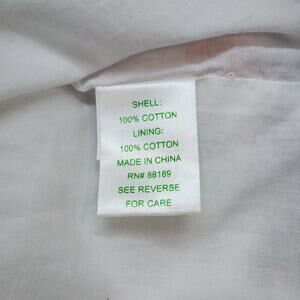 SHELL:
100% COTTON
LINING:
100% COTTON
MADE IN CHINA
RN# 88189
SEE REVERSE
FOR CARE